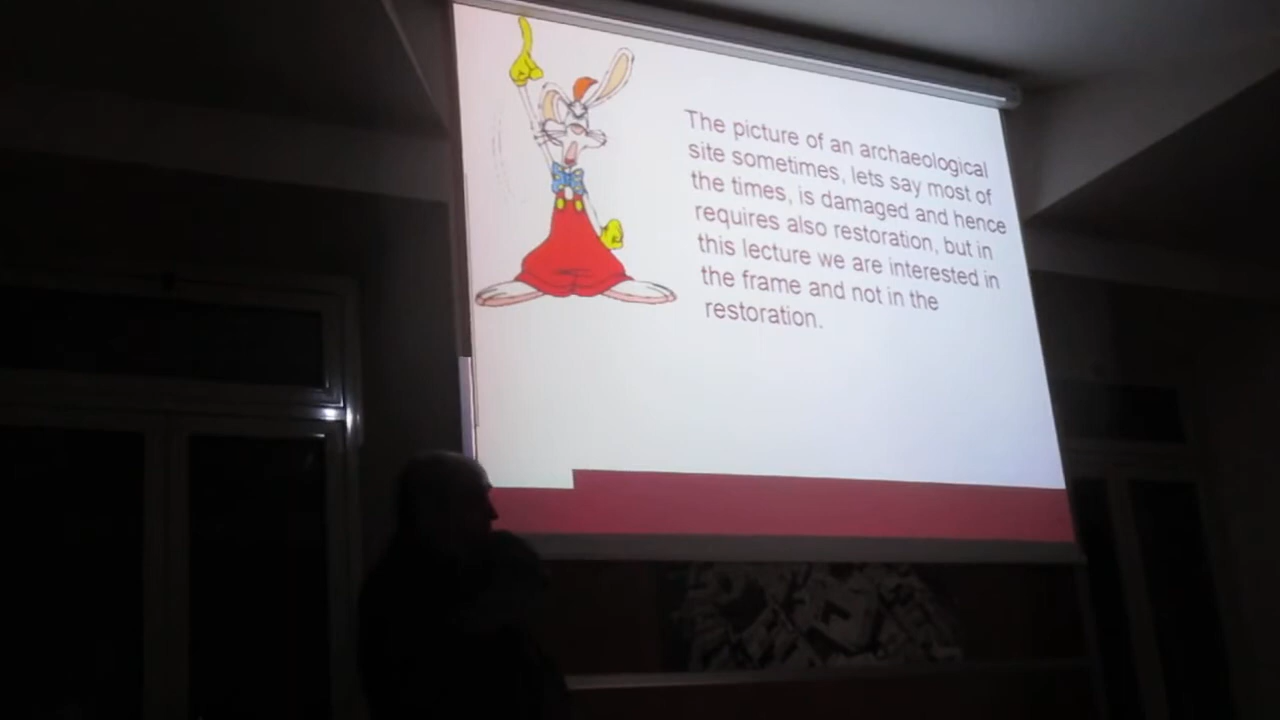 The picture of an archaeological
site sometimes, lets say most of
the times, is damaged and hence
requires also restoration, but in
this lecture we are interested in
the frame and not in the
restoration.